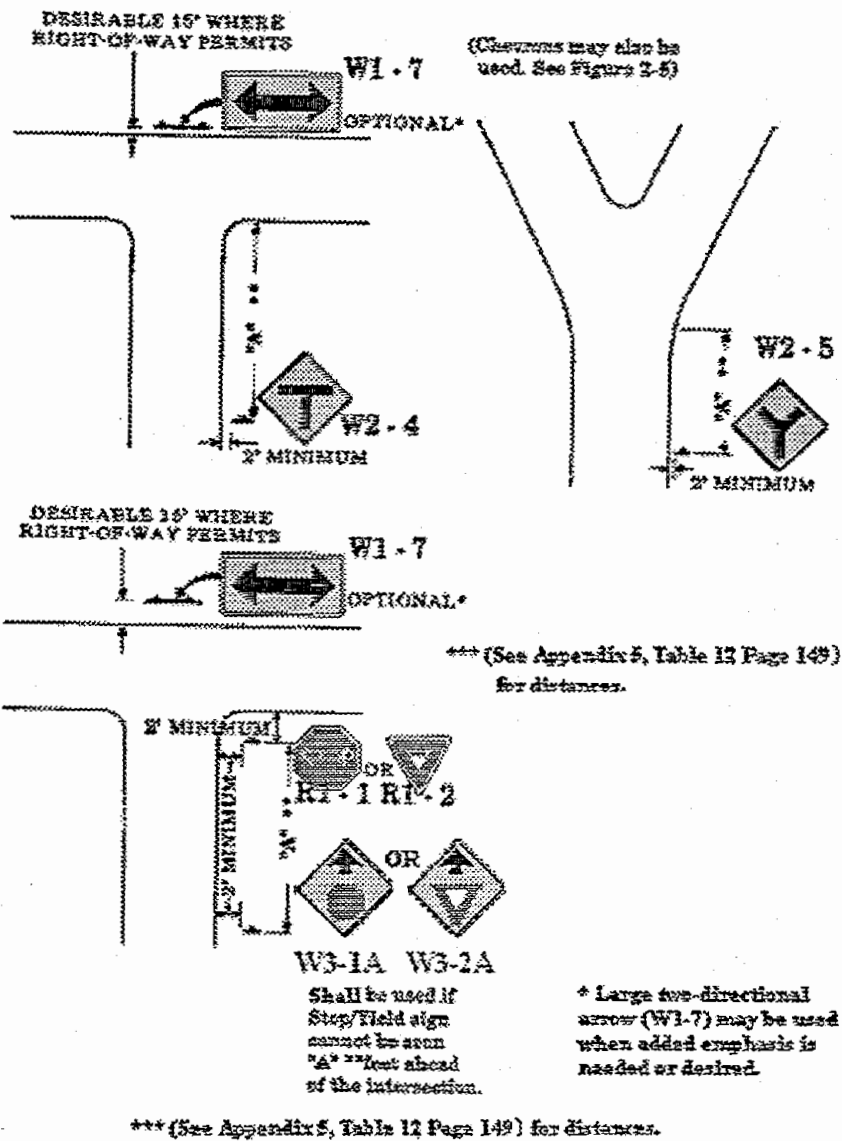 DESIRABLE 15' WHERE
RIGHT-OF-WAY PERMITS
W1 - 7
OPTIONAL*
(Chevrons may also be
used. See Figure 2-5)
"A" **
W2 - 4
2' MINIMUM
W2 - 5
"A" **
2' MINIMUM
DESIRABLE 15' WHERE
RIGHT-OF-WAY PERMITS
W1 - 7
OPTIONAL*
*** (See Appendix 5, Table 12 Page 149)
for distances.
2' MINIMUM
2' MINIMUM
"A" **
OR
R1 - 1 R1 - 2
OR
W3-1A W3-2A
Shall be used if
Stop/Yield sign
cannot be seen
"A" **feet ahead
of the intersection.
* Large two-directional
arrow (W1-7) may be used
when added emphasis is
needed or desired.
*** (See Appendix 5, Table 12 Page 149) for distances.